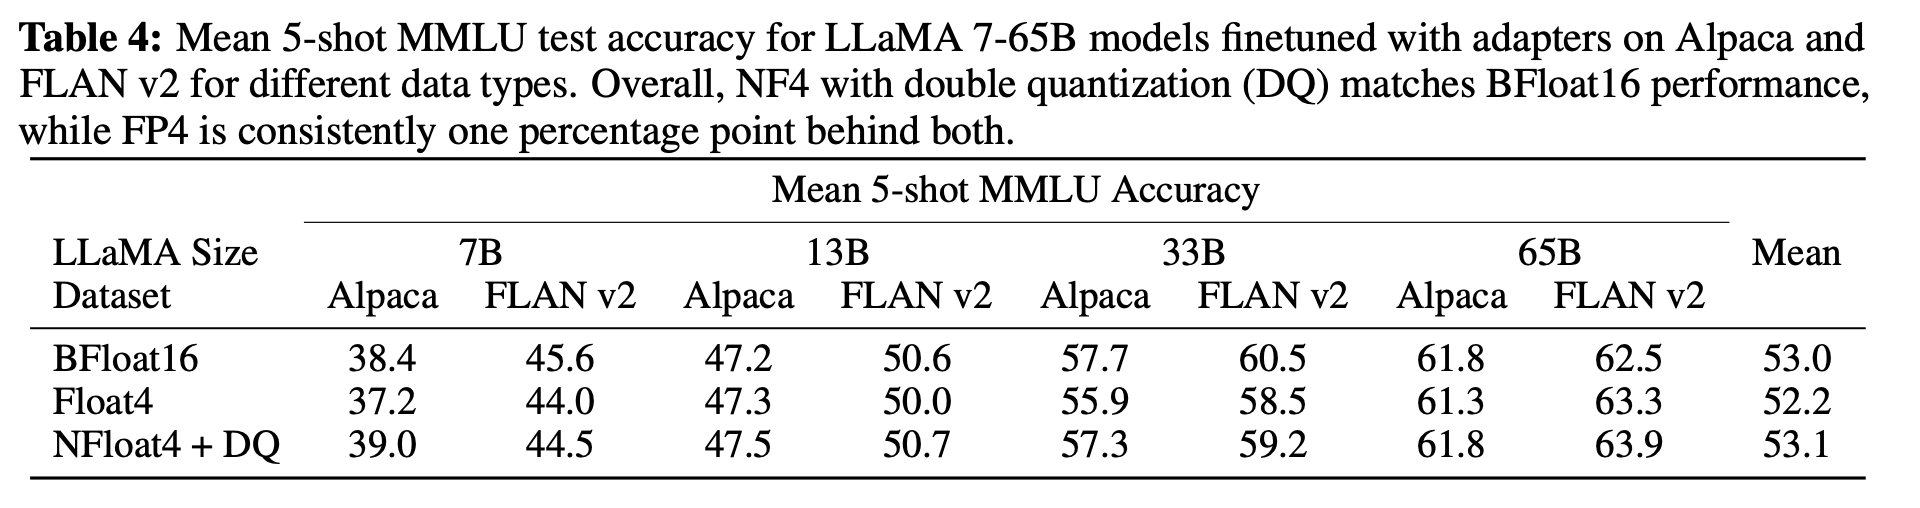 Table 4: Mean 5-shot MMLU test accuracy for LLaMA 7-65B models finetuned with adapters on Alpaca and
FLAN v2 for different data types. Overall, NF4 with double quantization (DQ) matches BFloat16 performance,
while FP4 is consistently one percentage point behind both.
Mean 5-shot MMLU Accuracy
LLaMA Size 7B 13B 33B 65B Mean
Dataset Alpaca FLAN v2 Alpaca FLAN v2 Alpaca FLAN v2 Alpaca FLAN v2
BFloat16 38.4 45.6 47.2 50.6 57.7 60.5 61.8 62.5 53.0
Float4 37.2 44.0 47.3 50.0 55.9 58.5 61.3 63.3 52.2
NFloat4 + DQ 39.0 44.5 47.5 50.7 57.3 59.2 61.8 63.9 53.1